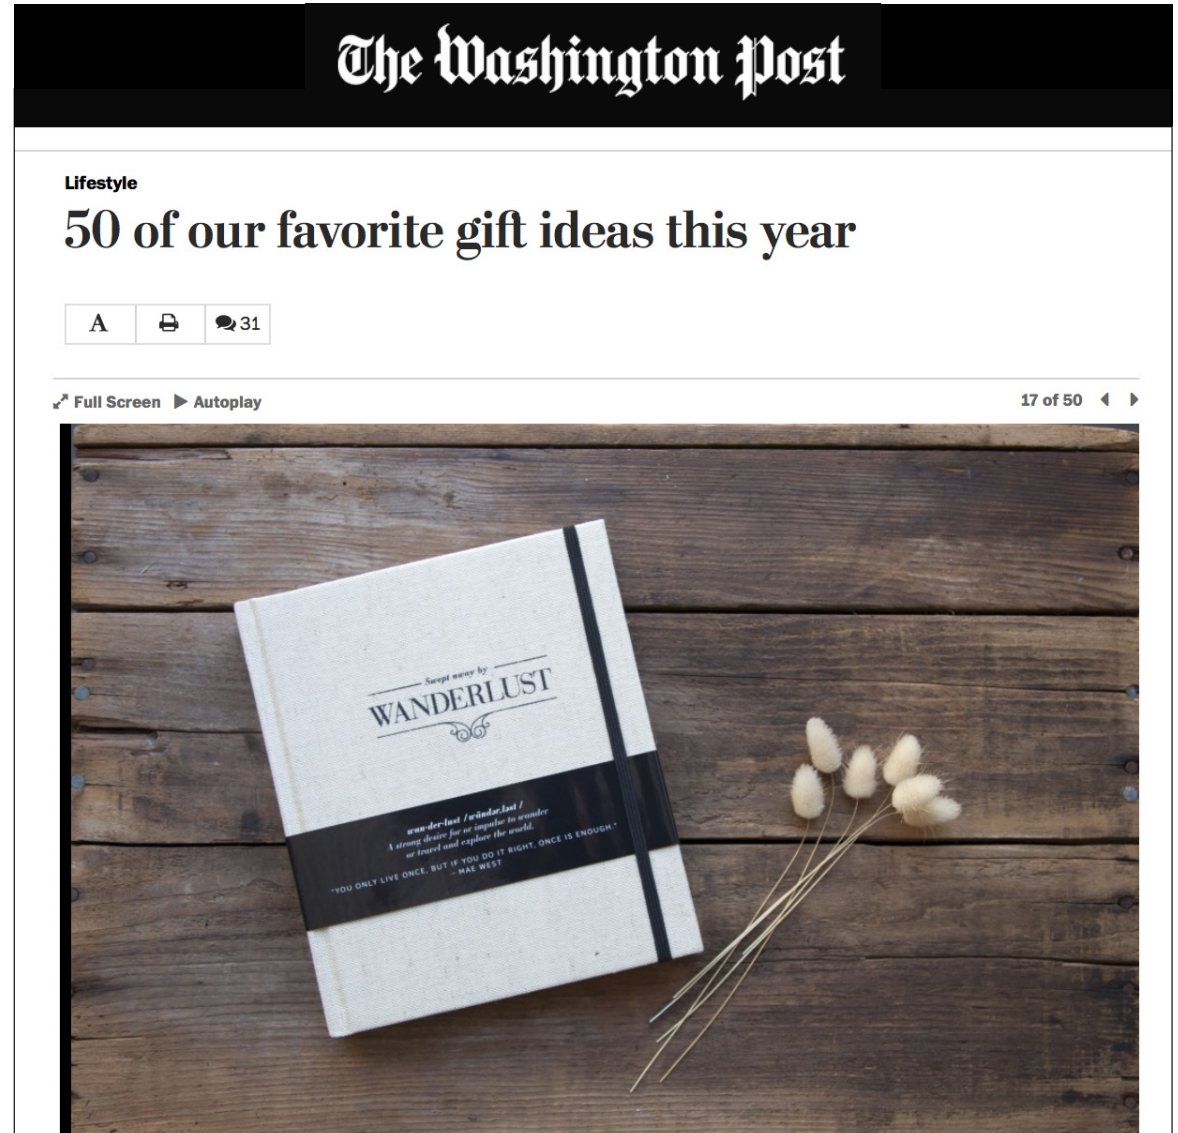 The Washington Post
Lifestyle
50 of our favorite gift ideas this year
A
31
Full Screen Autoplay
17 of 50
Swept away by
WANDERLUST
wan·der·lust /wändər,ləst /
A strong desire for or impulse to wander
or travel and explore the world.
"YOU ONLY LIVE ONCE, BUT IF YOU DO IT RIGHT, ONCE IS ENOUGH."
- MAE WEST